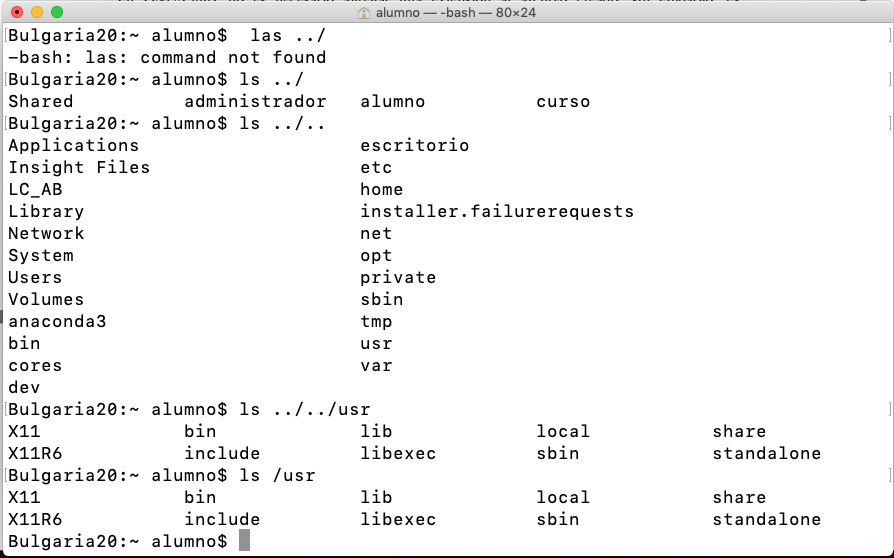 alumno — -bash — 80×24
Bulgaria20:~ alumno$  las ../
-bash: las: command not found
Bulgaria20:~ alumno$ ls ../
Shared administrador alumno curso
Bulgaria20:~ alumno$ ls ../..
Applications escritorio
Insight Files etc
LC_AB home
Library installer.failurerequests
Network net
System opt
Users private
Volumes sbin
anaconda3 tmp
bin usr
cores var
dev
Bulgaria20:~ alumno$ ls ../../usr
X11 bin lib local share
X11R6 include libexec sbin standalone
Bulgaria20:~ alumno$ ls /usr
X11 bin lib local share
X11R6 include libexec sbin standalone
Bulgaria20:~ alumno$